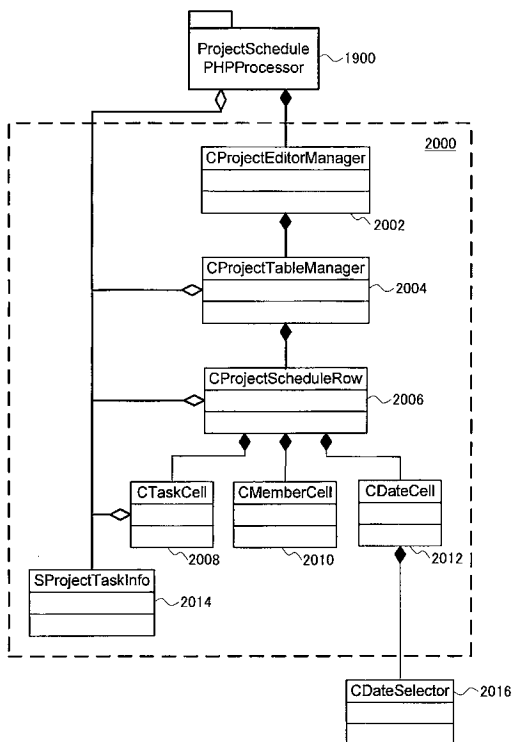 ProjectSchedule
PHPProcessor
1900
2000
CProjectEditorManager
2002
CProjectTableManager
2004
CProjectScheduleRow
2006
CTaskCell
CMemberCell
CDateCell
2008
2010
2012
SProjectTaskInfo
2014
CDateSelector
2016